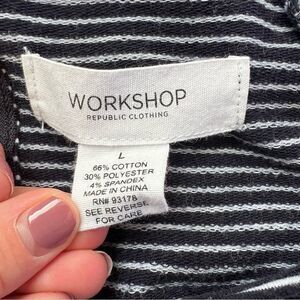 WORKSHOP
REPUBLIC CLOTHING
L
66% COTTON
30% POLYESTER
4% SPANDEX
MADE IN CHINA
RN# 93178
SEE REVERSE
FOR CARE